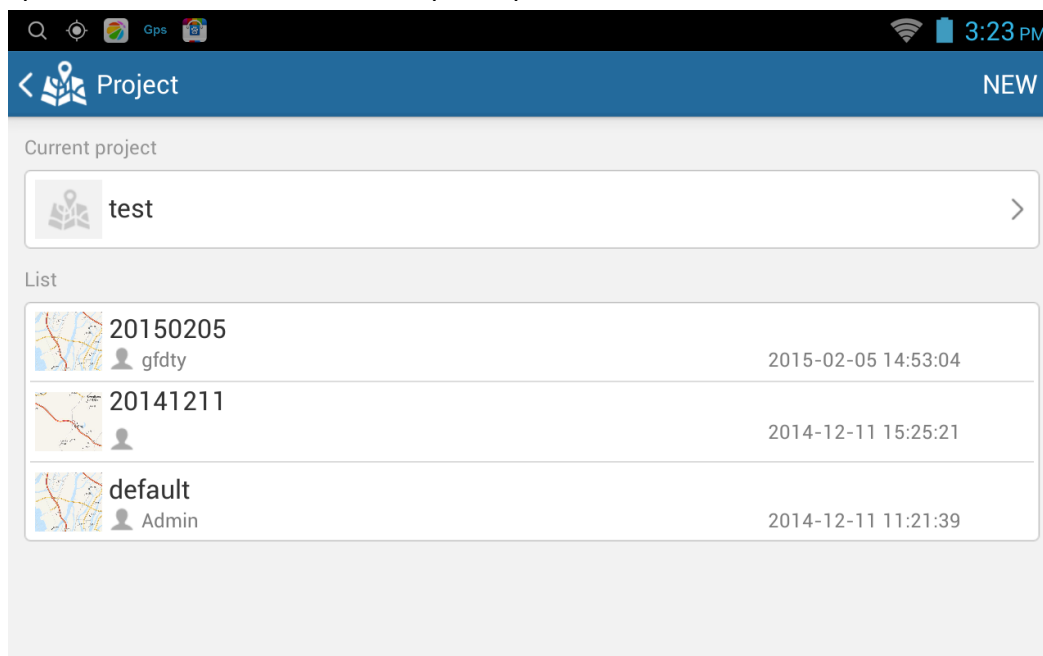 Gps 3:23 PM
Project NEW
Current project
test
List
20150205
gfdty 2015-02-05 14:53:04
20141211
2014-12-11 15:25:21
default
Admin 2014-12-11 11:21:39